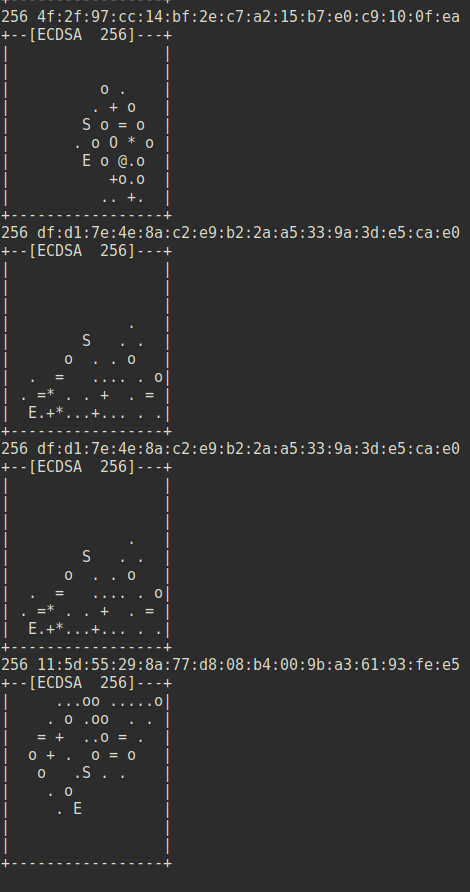 256 4f:2f:97:cc:14:bf:2e:c7:a2:15:b7:e0:c9:10:0f:ea
+--[ECDSA  256]---+
|                 |
|                 |
|          o .    |
|         . + o   |
|        S o = o  |
|       . o O * o |
|        E o @.o  |
|           +o.o  |
|          .. +.  |
+-----------------+
256 df:d1:7e:4e:8a:c2:e9:b2:2a:a5:33:9a:3d:e5:ca:e0
+--[ECDSA  256]---+
|                 |
|                 |
|                 |
|             .   |
|        S   . .  |
|      o  . . o   |
|  .  =   .... . o|
| . =* . . +  . = |
|  E.+*...+... . .|
+-----------------+
256 df:d1:7e:4e:8a:c2:e9:b2:2a:a5:33:9a:3d:e5:ca:e0
+--[ECDSA  256]---+
|                 |
|                 |
|                 |
|             .   |
|        S   . .  |
|      o  . . o   |
|  .  =   .... . o|
| . =* . . +  . = |
|  E.+*...+... . .|
+-----------------+
256 11:5d:55:29:8a:77:d8:08:b4:00:9b:a3:61:93:fe:e5
+--[ECDSA  256]---+
|     ...oo .....o|
|    . o .oo  . . |
|   = +  ..o = .  |
|  o + .  o = o   |
|   o   .S . .    |
|    . o          |
|     . E         |
|                 |
|                 |
+-----------------+